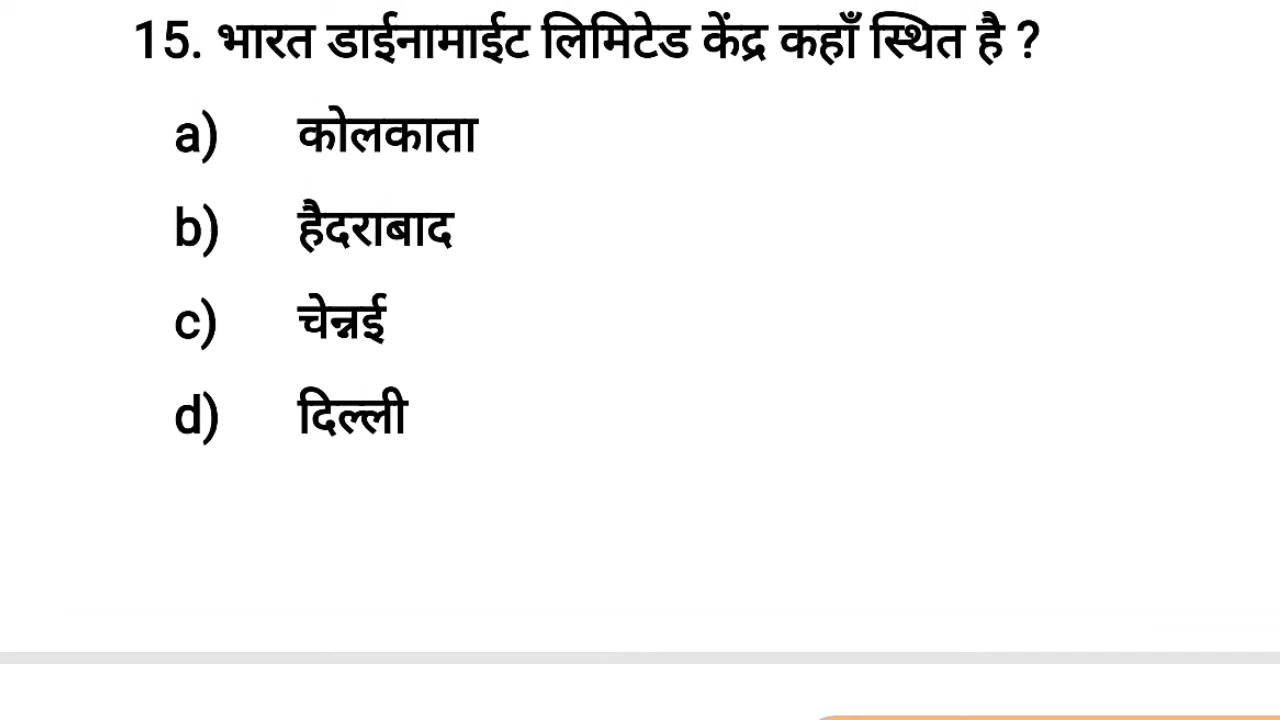 15. भारत डाईनामाईट लिमिटेड केंद्र कहाँ स्थित है ?
a) कोलकाता
b) हैदराबाद
c) चेन्नई
d) दिल्ली